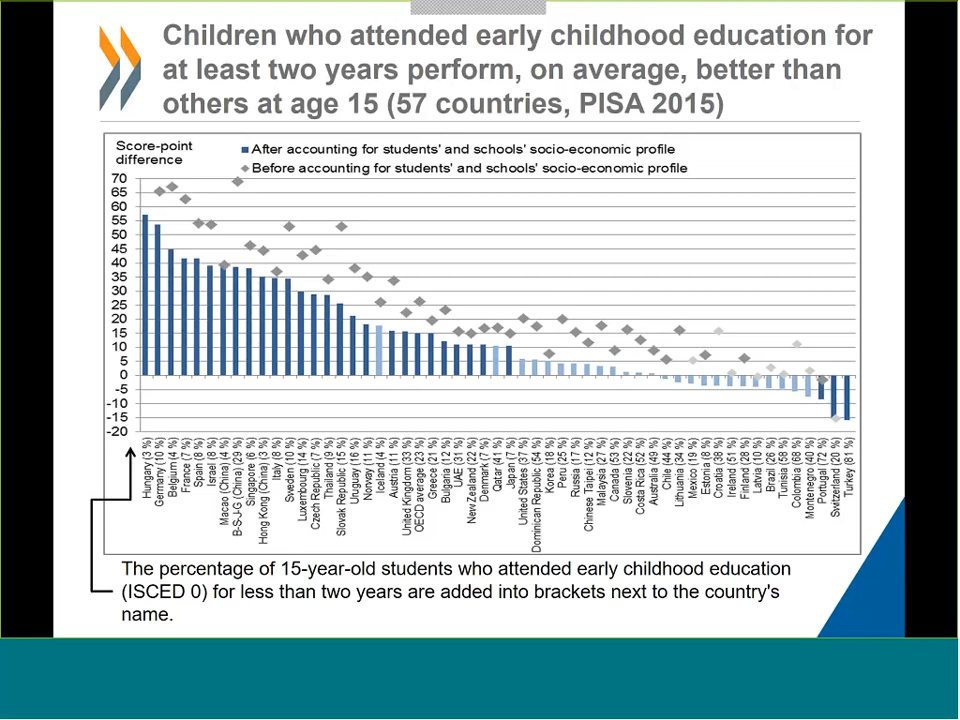 Children who attended early childhood education for
at least two years perform, on average, better than
others at age 15 (57 countries, PISA 2015)
Score-point
difference
After accounting for students' and schools' socio-economic profile
Before accounting for students' and schools' socio-economic profile
70
65
60
55
50
45
40
35
30
25
20
15
10
5
0
-5
-10
-15
-20
Hungary (3 %)
Germany (10 %)
Belgium (4 %)
France (7 %)
Spain (8 %)
Israel (8 %)
Macao (China) (4 %)
B-S-J-G (China) (29 %)
Singapore (6 %)
Hong Kong (China) (3 %)
Italy (8 %)
Sweden (10 %)
Luxembourg (14 %)
Czech Republic (7 %)
Thailand (9 %)
Slovak Republic (15 %)
Uruguay (16 %)
Norway (11 %)
Iceland (4 %)
Austria (11 %)
United Kingdom (33 %)
OECD average (23 %)
Greece (21 %)
Bulgaria (12 %)
UAE (31 %)
New Zealand (22 %)
Denmark (7 %)
Qatar (41 %)
Japan (7 %)
United States (37 %)
Dominican Republic (54 %)
Korea (18 %)
Peru (25 %)
Russia (11 %)
Chinese Taipei (12 %)
Malaysia (27 %)
Canada (53 %)
Slovenia (22 %)
Costa Rica (52 %)
Australia (49 %)
Chile (44 %)
Lithuania (34 %)
Mexico (19 %)
Estonia (8 %)
Croatia (38 %)
Ireland (51 %)
Finland (28 %)
Latvia (10 %)
Brazil (26 %)
Tunisia (58 %)
Colombia (68 %)
Montenegro (40 %)
Portugal (72 %)
Switzerland (20 %)
Turkey (81 %)
The percentage of 15-year-old students who attended early childhood education
(ISCED 0) for less than two years are added into brackets next to the country's
name.